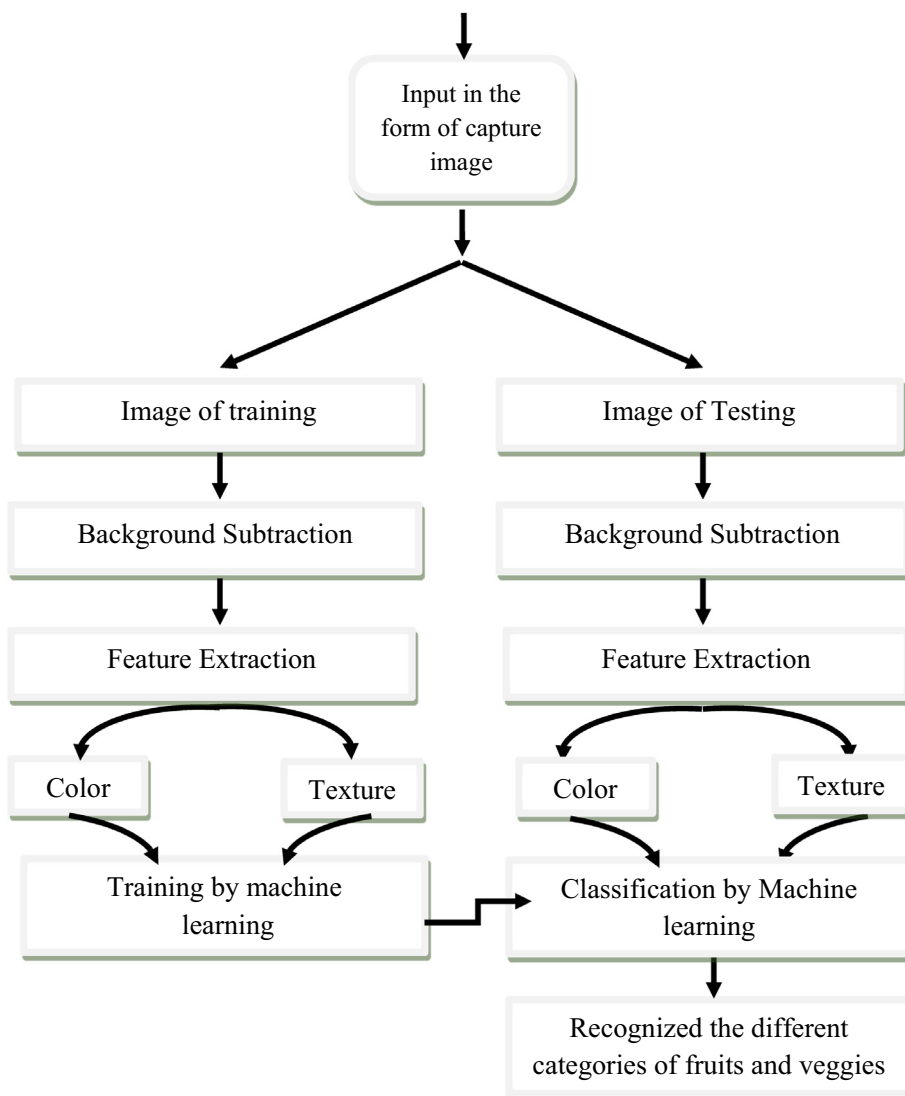 Input in the
form of capture
image
Image of training
Image of Testing
Background Subtraction
Background Subtraction
Feature Extraction
Feature Extraction
Color
Texture
Color
Texture
Training by machine
learning
Classification by Machine
learning
Recognized the different
categories of fruits and veggies